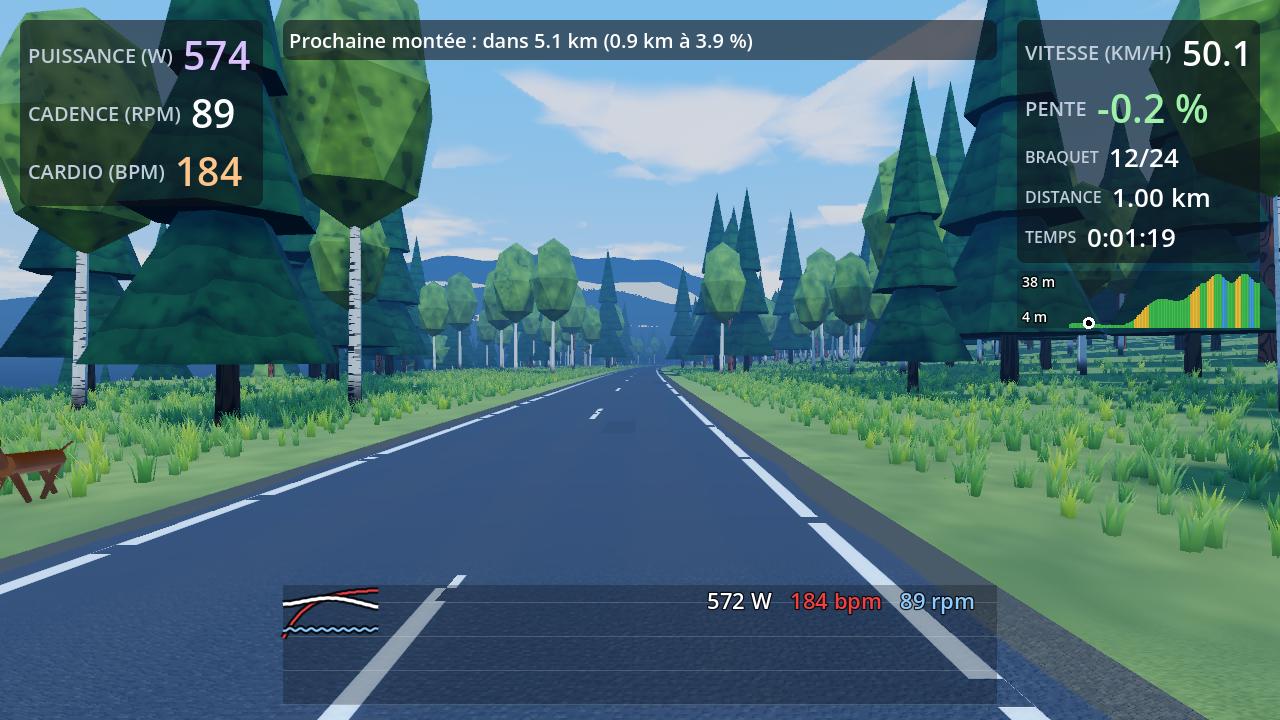 PUISSANCE (W) 574
CADENCE (RPM) 89
CARDIO (BPM) 184
Prochaine montée : dans 5.1 km (0.9 km à 3.9 %)
VITESSE (KM/H) 50.1
PENTE -0.2 %
BRAQUET 12/24
DISTANCE 1.00 km
TEMPS 0:01:19
38 m
4 m
572 W 184 bpm 89 rpm